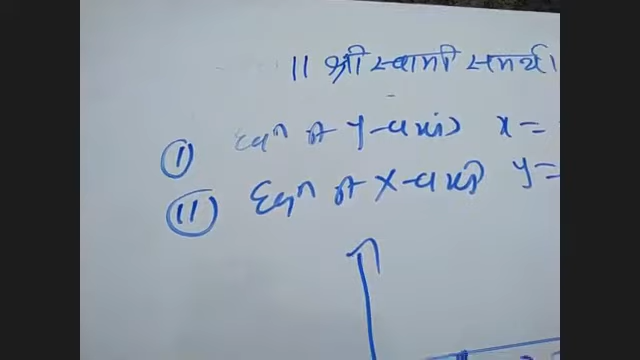 || श्री स्वामी समर्थ ।
(I) Eqn of Y-axis x =
(II) Eqn of X-axis y =